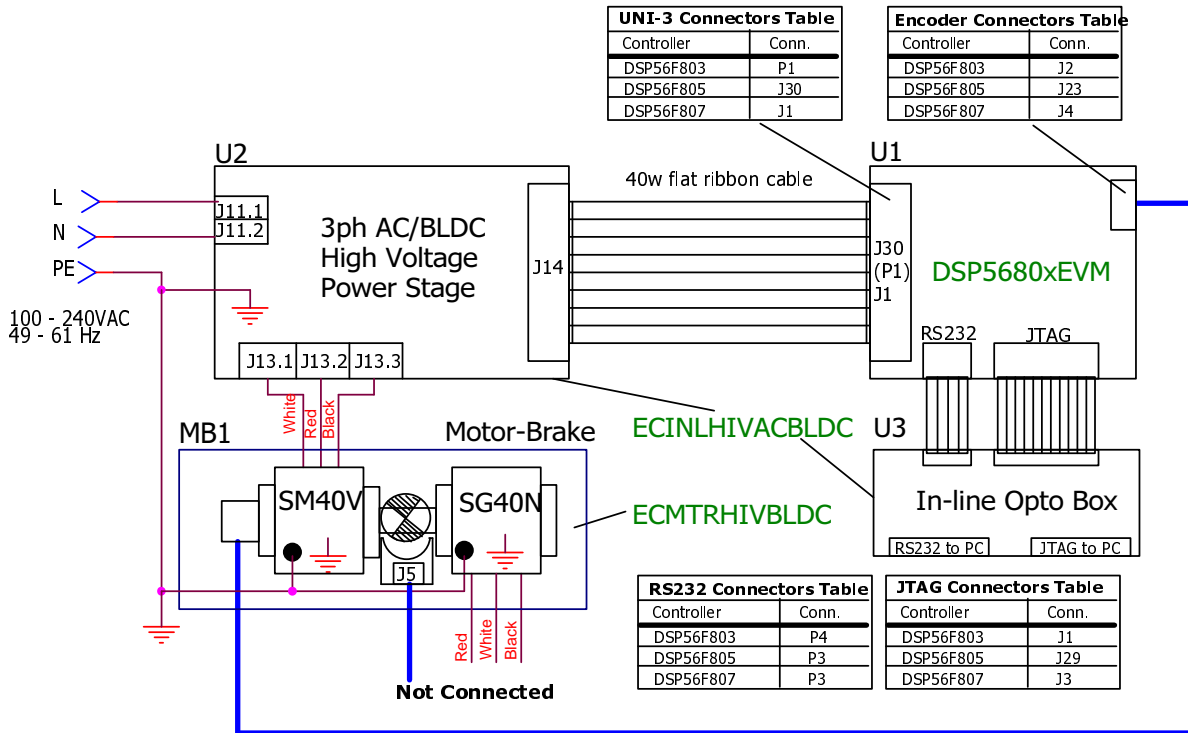 UNI-3 Connectors Table
Controller Conn.
DSP56F803 P1
DSP56F805 J30
DSP56F807 J1
Encoder Connectors Table
Controller Conn.
DSP56F803 J2
DSP56F805 J23
DSP56F807 J4
U2
U1
L
N
PE
100 - 240VAC
49 - 61 Hz
J11.1
J11.2
3ph AC/BLDC
High Voltage
Power Stage
J14
40w flat ribbon cable
J30
(P1)
J1
DSP5680xEVM
RS232
JTAG
J13.1
J13.2
J13.3
White
Red
Black
MB1
Motor-Brake
ECINLHIVACBLDC
U3
SM40V
SG40N
ECMTRHIVBLDC
In-line Opto Box
RS232 to PC
JTAG to PC
J5
Red
White
Black
Not Connected
RS232 Connectors Table
Controller Conn.
DSP56F803 P4
DSP56F805 P3
DSP56F807 P3
JTAG Connectors Table
Controller Conn.
DSP56F803 J1
DSP56F805 J29
DSP56F807 J3